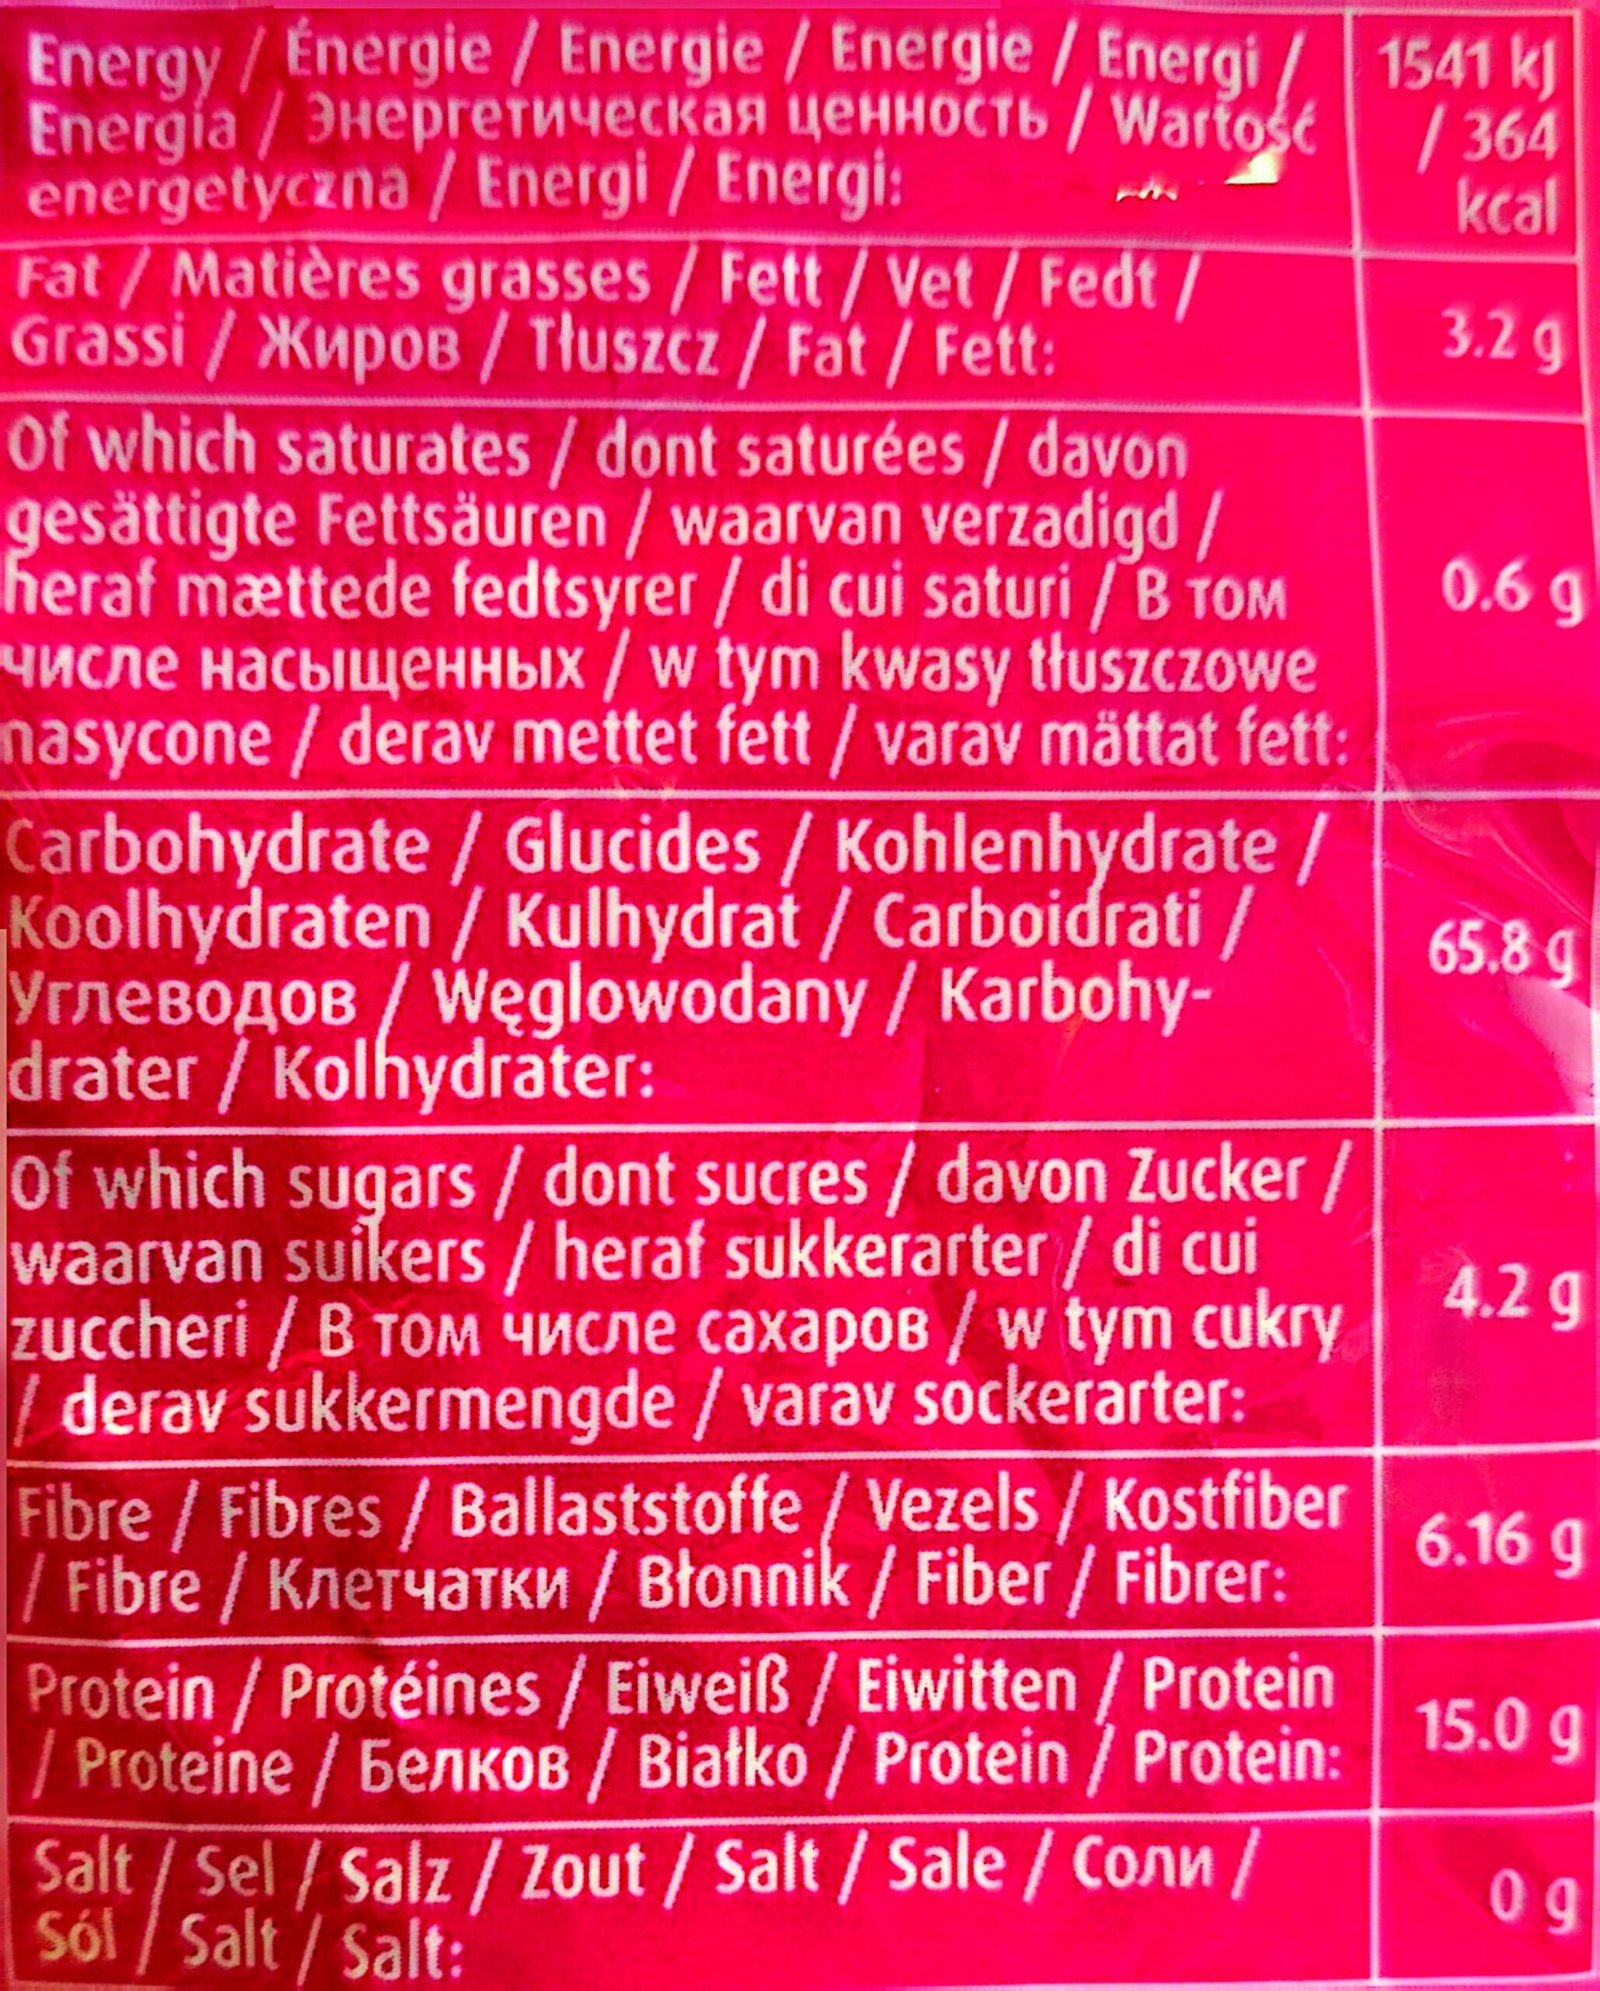 Energy / Énergie / Energie / Energie / Energi /
Energia / Энергетическая ценность / Wartość
energetyczna / Energi / Energi:
1541 kJ
/ 364
kcal
Fat / Matières grasses / Fett / Vet / Fedt /
Grassi / Жиров / Tłuszcz / Fat / Fett:
3.2 g
Of which saturates / dont saturées / davon
gesättigte Fettsäuren / waarvan verzadigd /
heraf mættede fedtsyrer / di cui saturi / В том
числе насыщенных / w tym kwasy tłuszczowe
nasycone / derav mettet fett / varav mättat fett:
0.6 g
Carbohydrate / Glucides / Kohlenhydrate /
Koolhydraten / Kulhydrat / Carboidrati /
Углеводов / Węglowodany / Karbohy-
drater / Kolhydrater:
65.8 g
Of which sugars / dont sucres / davon Zucker /
waarvan suikers / heraf sukkerarter / di cui
zuccheri / В том числе сахаров / w tym cukry
/ derav sukkermengde / varav sockerarter:
4.2 g
Fibre / Fibres / Ballaststoffe / Vezels / Kostfiber
/ Fibre / Клетчатки / Błonnik / Fiber / Fibrer:
6.16 g
Protein / Protéines / Eiweiß / Eiwitten / Protein
/ Proteine / Белков / Białko / Protein / Protein:
15.0 g
Salt / Sel / Salz / Zout / Salt / Sale / Соли /
Sól / Salt / Salt:
0 g